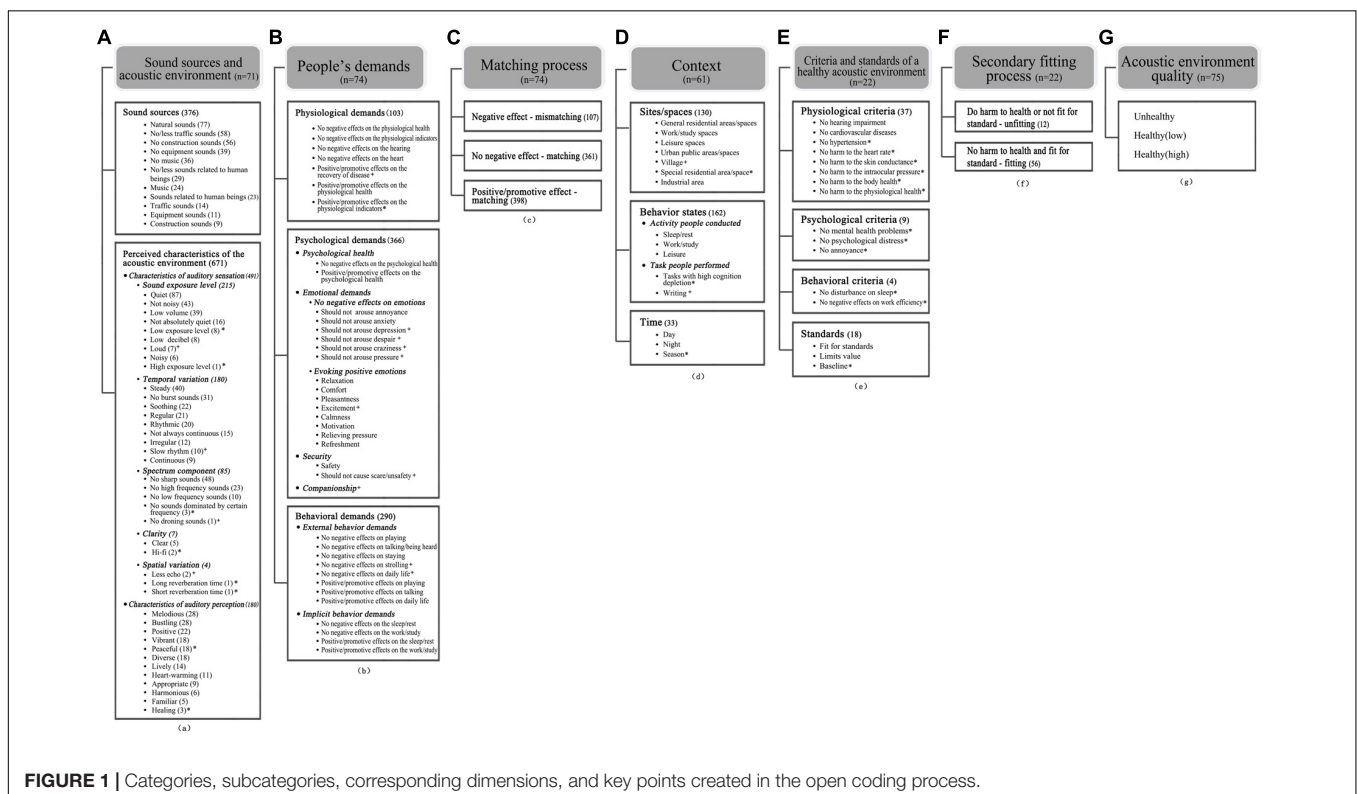 A
Sound sources and
acoustic environment (n=71)
Sound sources (376)
• Natural sounds (77)
• No/less traffic sounds (58)
• No construction sounds (56)
• No equipment sounds (39)
• No music (36)
• No/less sounds related to human
beings (29)
• Music (24)
• Sounds related to human beings (23)
• Traffic sounds (14)
• Equipment sounds (11)
• Construction sounds (9)
Perceived characteristics of the
acoustic environment (671)
• Characteristics of auditory sensation (491)
• Sound exposure level (215)
• Quiet (87)
• Not noisy (43)
• Low volume (39)
• Not absolutely quiet (16)
• Low exposure level (8) *
• Low decibel (8)
• Loud (7)+
• Noisy (6)
• High exposure level (1) *
• Temporal variation (180)
• Steady (40)
• No burst sounds (31)
• Soothing (22)
• Regular (21)
• Rhythmic (20)
• Not always continuous (15)
• Irregular (12)
• Slow rhythm (10)+
• Continuous (9)
• Spectrum component (85)
• No sharp sounds (48)
• No high frequency sounds (23)
• No low frequency sounds (10)
• No sounds dominated by certain
frequency (3)*
• No droning sounds (1)+
• Clarity (7)
• Clear (5)
• Hi-fi (2)*
• Spatial variation (4)
• Less echo (2)+
• Long reverberation time (1)*
• Short reverberation time (1)*
• Characteristics of auditory perception (180)
• Melodious (28)
• Bustling (28)
• Positive (22)
• Vibrant (18)
• Peaceful (18)*
• Diverse (18)
• Lively (14)
• Heart-warming (11)
• Appropriate (9)
• Harmonious (6)
• Familiar (5)
• Healing (3)*
(a)
B
People's demands
(n=74)
Physiological demands (103)
• No negative effects on the physiological health
• No negative effects on the physiological indicators
• No negative effects on the hearing
• No negative effects on the heart
• Positive/promotive effects on the
recovery of disease +
• Positive/promotive effects on the
physiological health
• Positive/promotive effects on the
physiological indicators*
Psychological demands (366)
• Psychological health
• No negative effects on the psychological health
• Positive/promotive effects on the
psychological health
• Emotional demands
• No negative effects on emotions
• Should not arouse annoyance
• Should not arouse anxiety
• Should not arouse depression +
• Should not arouse despair +
• Should not arouse craziness +
• Should not arouse pressure +
• Evoking positive emotions
• Relaxation
• Comfort
• Pleasantness
• Excitement +
• Calmness
• Motivation
• Relieving pressure
• Refreshment
• Security
• Safety
• Should not cause scare/unsafety +
• Companionship+
Behavioral demands (290)
• External behavior demands
• No negative effects on playing
• No negative effects on talking/being heard
• No negative effects on staying
• No negative effects on strolling +
• No negative effects on daily life +
• Positive/promotive effects on playing
• Positive/promotive effects on talking
• Positive/promotive effects on daily life
• Implicit behavior demands
• No negative effects on the sleep/rest
• No negative effects on the work/study
• Positive/promotive effects on the sleep/rest
• Positive/promotive effects on the work/study
(b)
C
Matching process
(n=74)
Negative effect - mismatching (107)
No negative effect - matching (361)
Positive/promotive effect -
matching (398)
(c)
D
Context
(n=61)
Sites/spaces (130)
• General residential areas/spaces
• Work/study spaces
• Leisure spaces
• Urban public areas/spaces
• Village+
• Special residential area/space*
• Industrial area
Behavior states (162)
• Activity people conducted
• Sleep/rest
• Work/study
• Leisure
• Task people performed
• Tasks with high cognition
depletion*
• Writing +
Time (33)
• Day
• Night
• Season*
(d)
E
Criteria and standards of a
healthy acoustic environment
(n=22)
Physiological criteria (37)
• No hearing impairment
• No cardiovascular diseases
• No hypertension*
• No harm to the heart rate*
• No harm to the skin conductance*
• No harm to the intraocular pressure*
• No harm to the body health*
• No harm to the physiological health*
Psychological criteria (9)
• No mental health problems*
• No psychological distress*
• No annoyance*
Behavioral criteria (4)
• No disturbance on sleep*
• No negative effects on work efficiency*
Standards (18)
• Fit for standards
• Limits value
• Baseline*
(e)
F
Secondary fitting
process (n=22)
Do harm to health or not fit for
standard - unfitting (12)
No harm to health and fit for
standard - fitting (56)
(f)
G
Acoustic environment
quality (n=75)
Unhealthy
Healthy(low)
Healthy(high)
(g)
FIGURE 1 | Categories, subcategories, corresponding dimensions, and key points created in the open coding process.